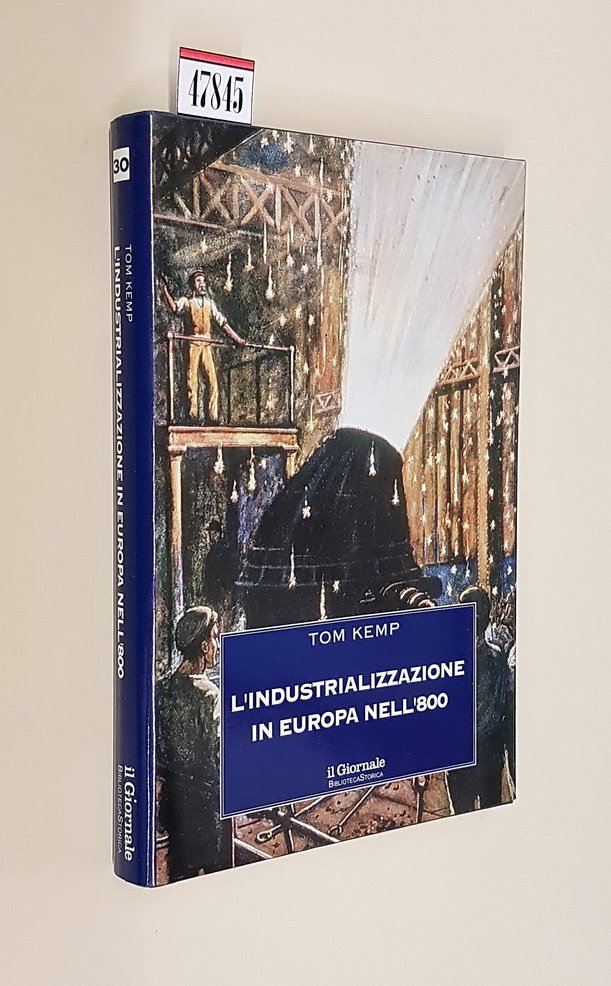 47845
30
TOM KEMP
L'INDUSTRIALIZZAZIONE IN EUROPA NELL'800
il Giornale
BIBLIOTECASTORICA
TOM KEMP
L'INDUSTRIALIZZAZIONE
IN EUROPA NELL'800
il Giornale
BIBLIOTECASTORICA